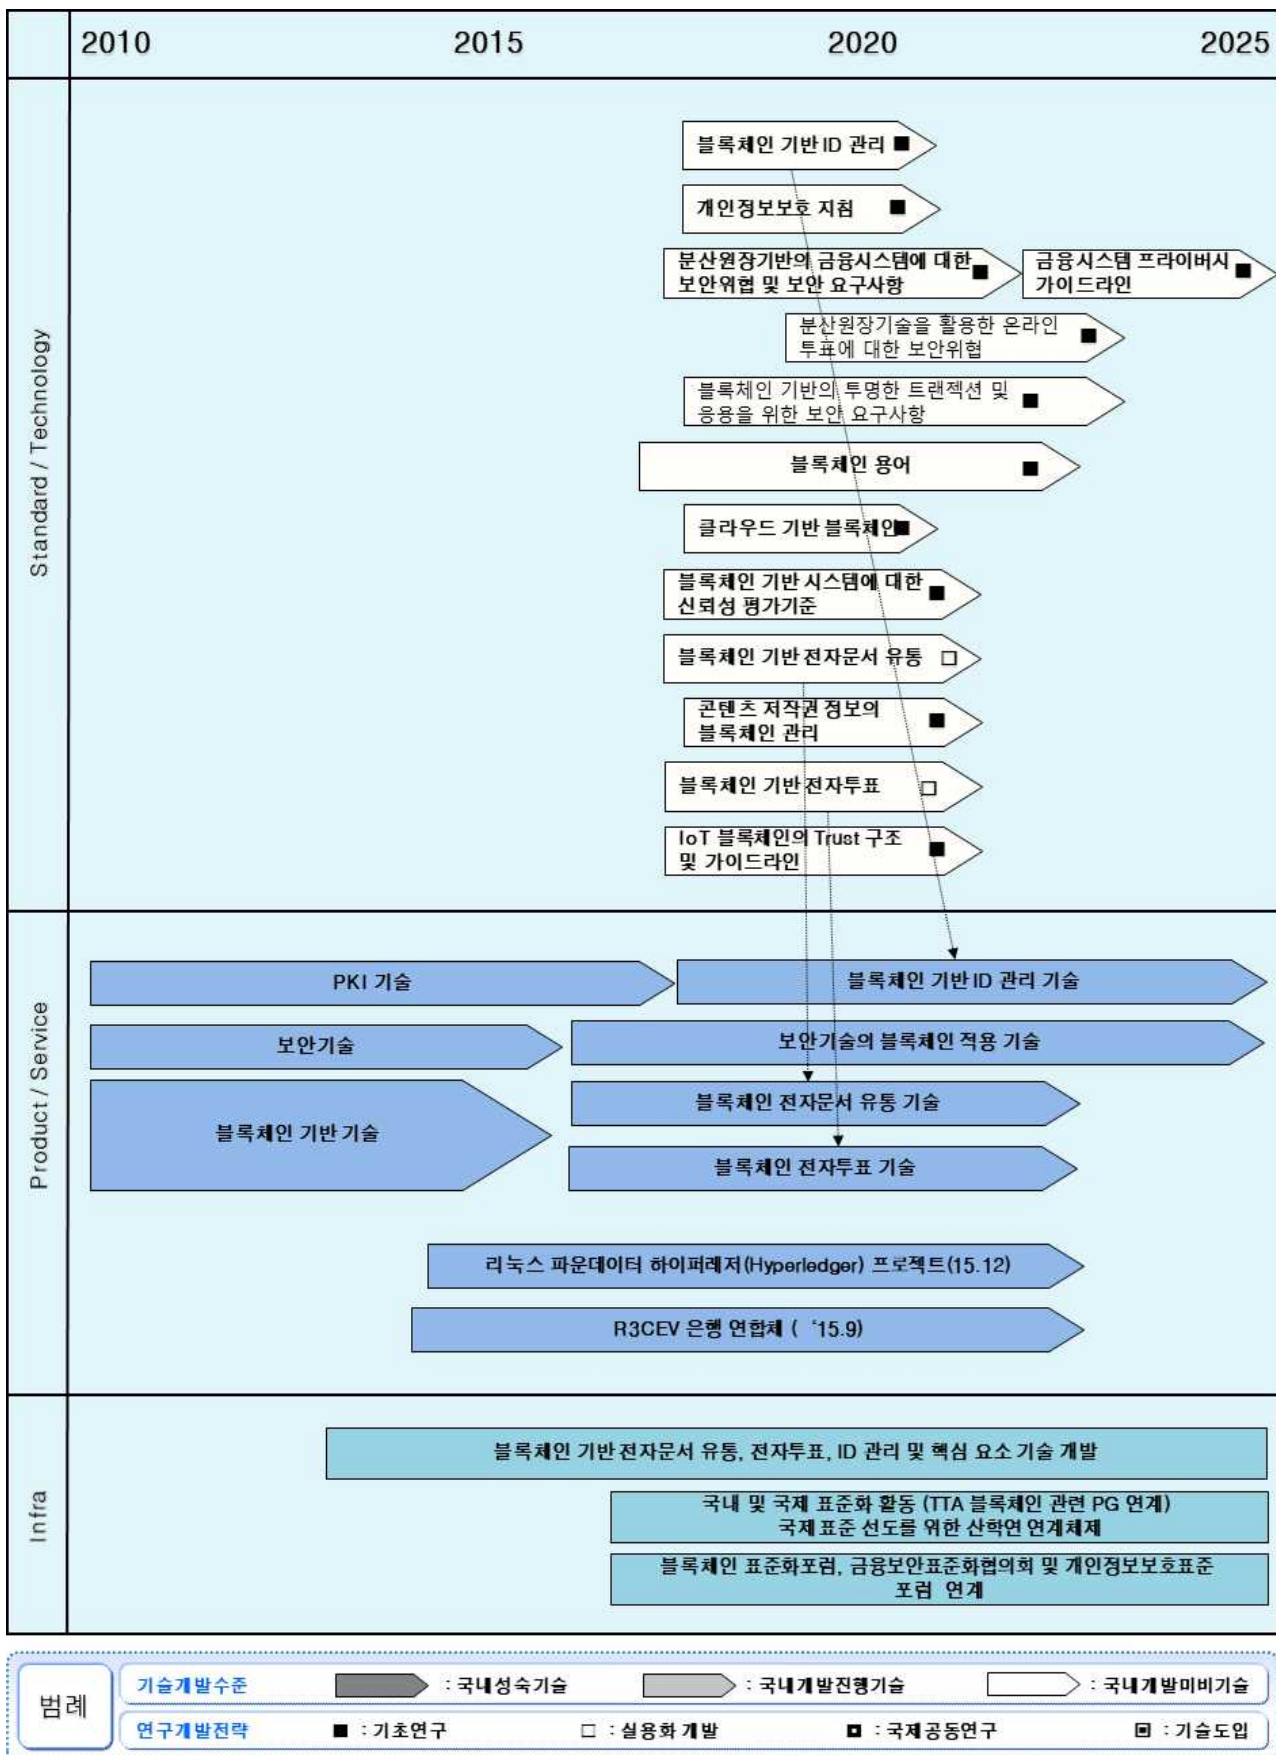 2010 2015 2020 2025
Standard / Technology
블록체인 기반 ID 관리 ■
개인정보보호 지침 ■
분산원장기반의 금융시스템에 대한
보안위협 및 보안 요구사항 ■
금융시스템 프라이버시
가이드라인 ■
분산원장기술을 활용한 온라인
투표에 대한 보안위협 ■
블록체인 기반의 투명한 트랜젝션 및
응용을 위한 보안 요구사항 ■
블록체인 용어 ■
클라우드 기반 블록체인 ■
블록체인 기반 시스템에 대한
신뢰성 평가기준 ■
블록체인 기반 전자문서 유통 □
콘텐츠 저작권 정보의
블록체인 관리 ■
블록체인 기반 전자투표 □
IoT 블록체인의 Trust 구조
및 가이드라인 ■
Product / Service
PKI 기술
블록체인 기반 ID 관리 기술
보안기술
보안기술의 블록체인 적용 기술
블록체인 기반 기술
블록체인 전자문서 유통 기술
블록체인 전자투표 기술
리눅스 파운데이터 하이퍼레저(Hyperledger) 프로젝트(15.12)
R3CEV 은행 연합체 ( ‘15.9)
Infra
블록체인 기반 전자문서 유통, 전자투표, ID 관리 및 핵심 요소 기술 개발
국내 및 국제 표준화 활동 (TTA 블록체인 관련 PG 연계)
국제 표준 선도를 위한 산학연 연계체제
블록체인 표준화포럼, 금융보안표준화협의회 및 개인정보보호표준
포럼 연계
범례
기술개발수준 : 국내성숙기술 : 국내개발진행기술 : 국내개발미비기술
연구개발전략 ■ : 기초연구 □ : 실용화 개발 ◘ : 국제공동연구 ▣ : 기술도입